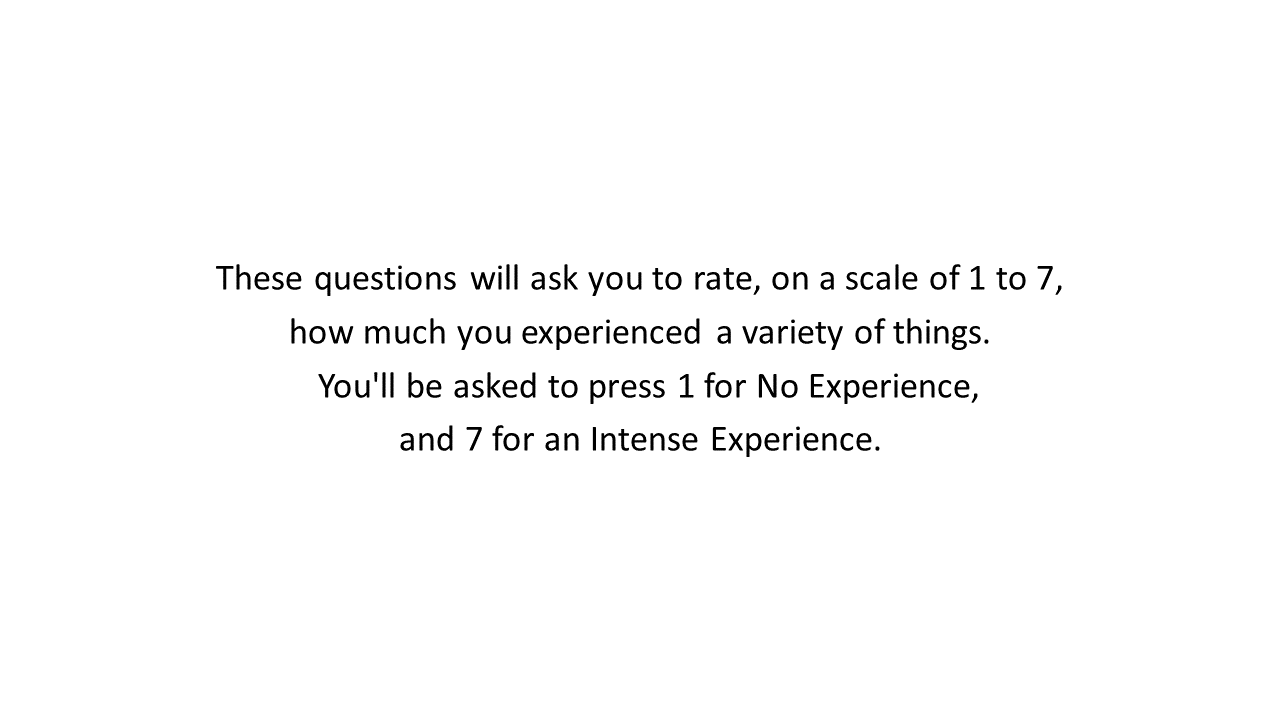 These questions will ask you to rate, on a scale of 1 to 7,
how much you experienced a variety of things.
You'll be asked to press 1 for No Experience,
and 7 for an Intense Experience.